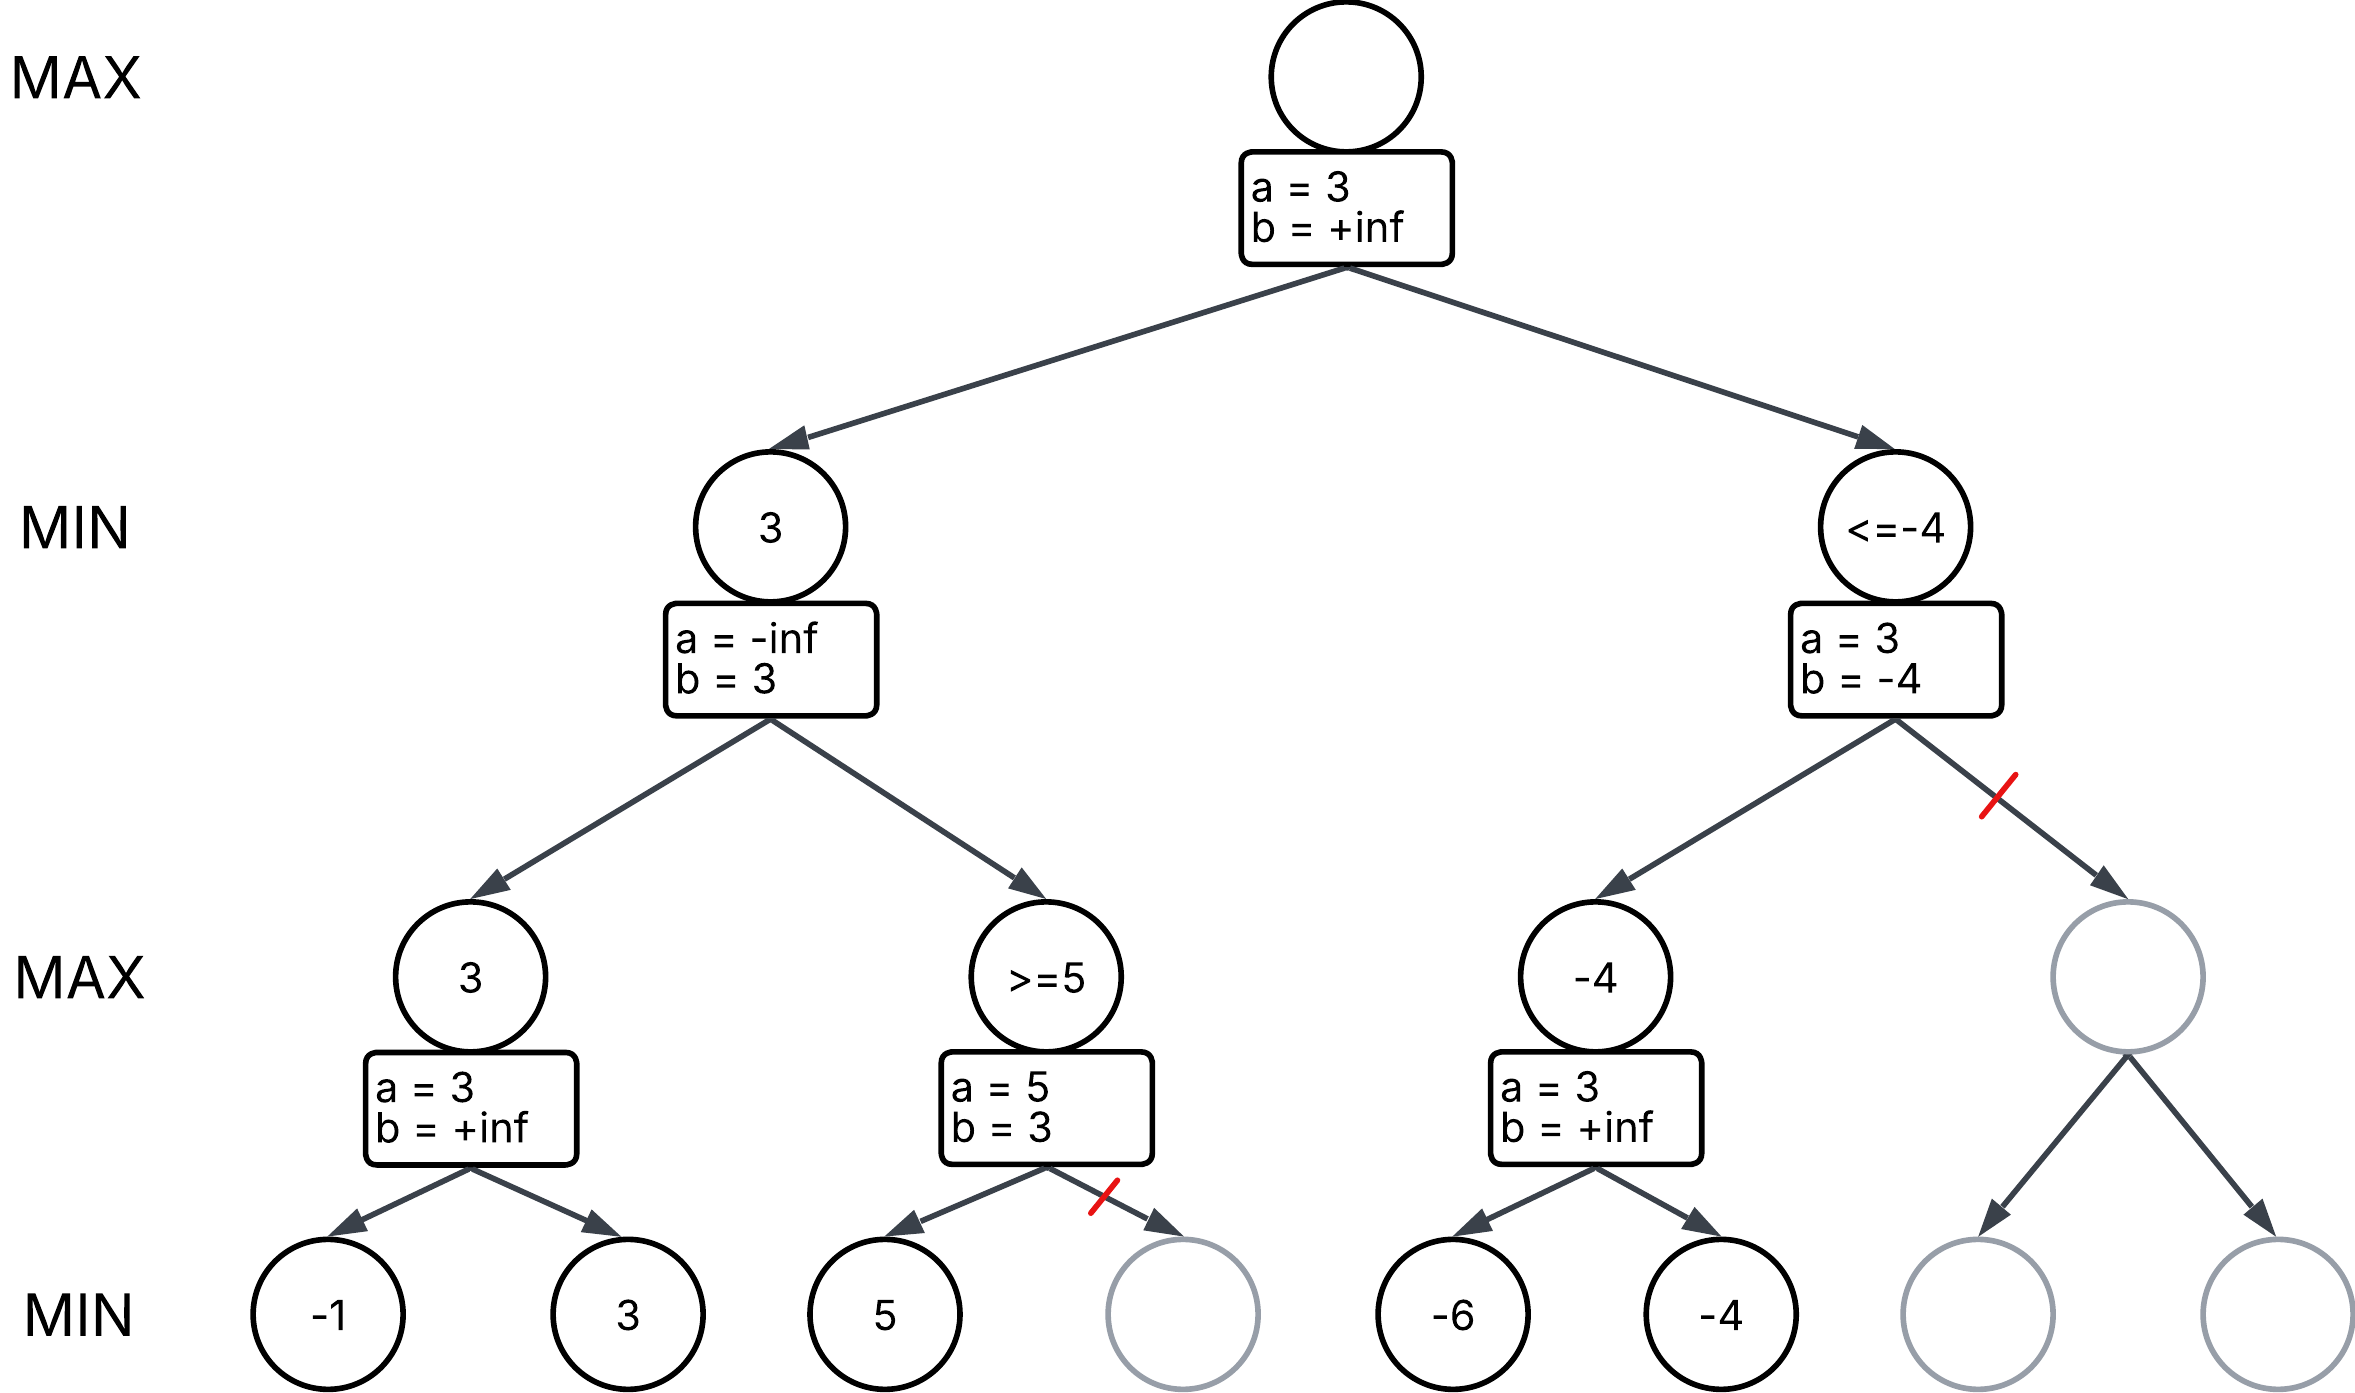 MAX
a = 3
b = +inf
MIN
3
<=-4
a = -inf
b = 3
a = 3
b = -4
MAX
3
>=5
-4
a = 3
b = +inf
a = 5
b = 3
a = 3
b = +inf
MIN
-1
3
5
-6
-4